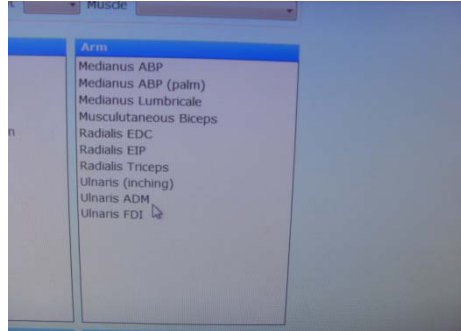 Muscle
Arm
Medianus ABP
Medianus ABP (palm)
Medianus Lumbricale
Musculutaneous Biceps
Radialis EDC
Radialis EIP
Radialis Triceps
Ulnaris (inching)
Ulnaris ADM
Ulnaris FDI